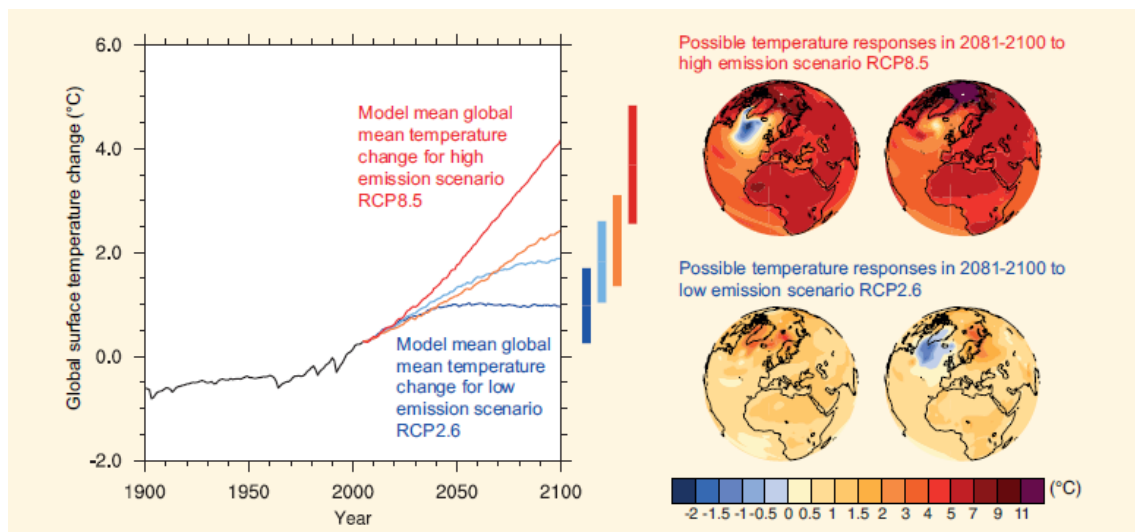 6.0
4.0
2.0
0.0
-2.0
Global surface temperature change (°C)
1900
1950
2000
2050
2100
Year
Model mean global
mean temperature
change for high
emission scenario
RCP8.5
Model mean global
mean temperature
change for low
emission scenario
RCP2.6
Possible temperature responses in 2081-2100 to
high emission scenario RCP8.5
Possible temperature responses in 2081-2100 to
low emission scenario RCP2.6
(°C)
-2 -1.5 -1 -0.5 0 1 1.5 2 3 4 5 7 9 11